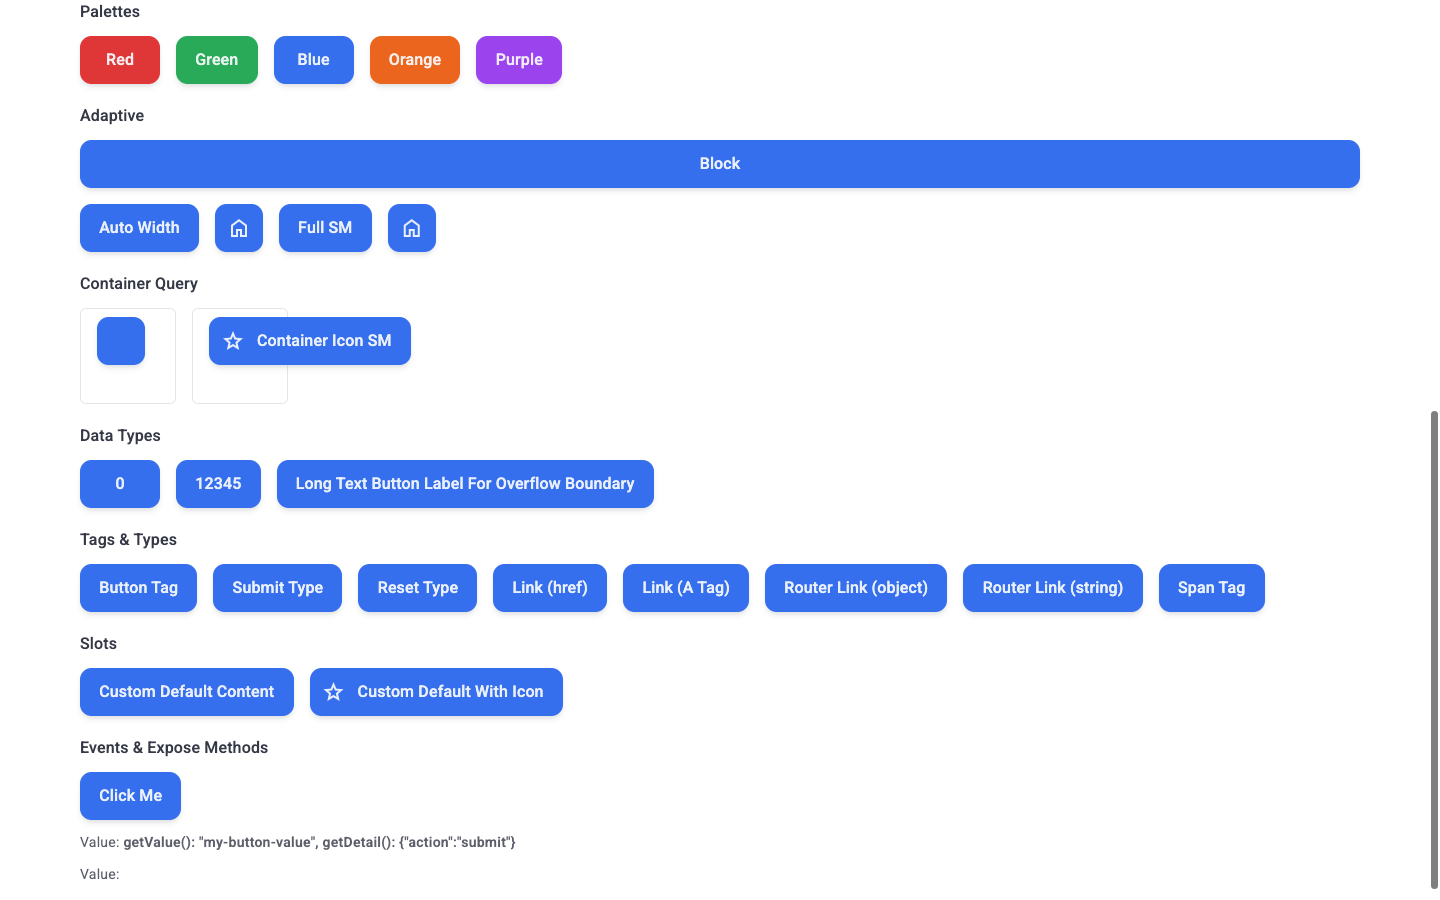 Palettes
Red Green Blue Orange Purple
Adaptive
Block
Auto Width Full SM
Container Query
Container Icon SM
Data Types
0 12345 Long Text Button Label For Overflow Boundary
Tags & Types
Button Tag Submit Type Reset Type Link (href) Link (A Tag) Router Link (object) Router Link (string) Span Tag
Slots
Custom Default Content Custom Default With Icon
Events & Expose Methods
Click Me
Value: getValue(): "my-button-value", getDetail(): {"action":"submit"}
Value: